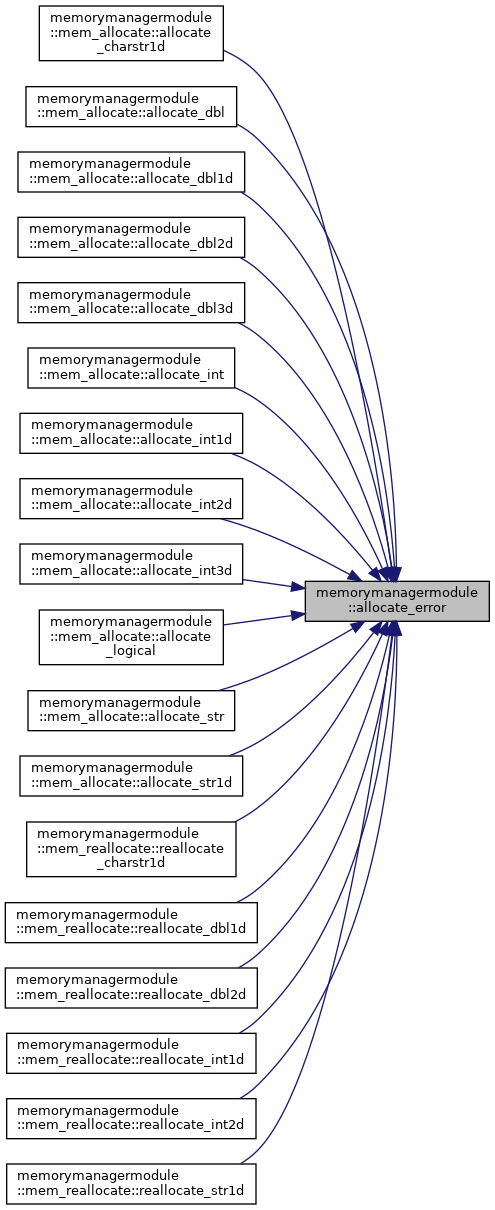 memorymanagermodule
::mem_allocate::allocate
_charstr1d
memorymanagermodule
::mem_allocate::allocate_dbl
memorymanagermodule
::mem_allocate::allocate_dbl1d
memorymanagermodule
::mem_allocate::allocate_dbl2d
memorymanagermodule
::mem_allocate::allocate_dbl3d
memorymanagermodule
::mem_allocate::allocate_int
memorymanagermodule
::mem_allocate::allocate_int1d
memorymanagermodule
::mem_allocate::allocate_int2d
memorymanagermodule
::mem_allocate::allocate_int3d
memorymanagermodule
::allocate_error
memorymanagermodule
::mem_allocate::allocate
_logical
memorymanagermodule
::mem_allocate::allocate_str
memorymanagermodule
::mem_allocate::allocate_str1d
memorymanagermodule
::mem_reallocate::reallocate
_charstr1d
memorymanagermodule
::mem_reallocate::reallocate_dbl1d
memorymanagermodule
::mem_reallocate::reallocate_dbl2d
memorymanagermodule
::mem_reallocate::reallocate_int1d
memorymanagermodule
::mem_reallocate::reallocate_int2d
memorymanagermodule
::mem_reallocate::reallocate_str1d